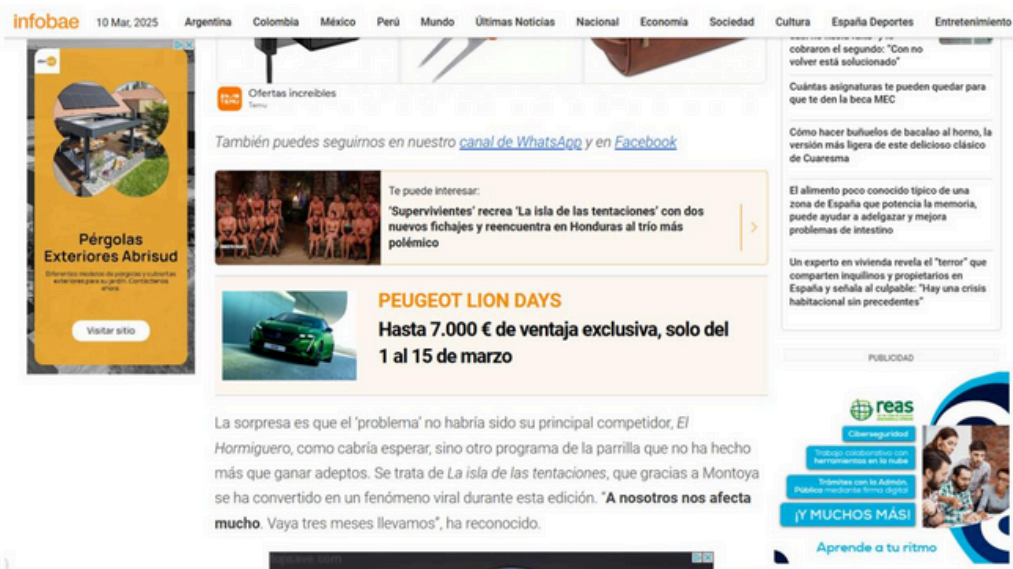 infobae
10 Mar, 2025
Argentina Colombia México Perú Mundo Últimas Noticias Nacional Economía Sociedad Cultura España Deportes Entretenimiento
Pérgolas
Exteriores Abrisud
Diferentes modelos de pérgolas y cubiertas
exteriores para su jardín. Contáctenos
ahora.
Visitar sitio
TEMU
Ofertas increíbles
Temu
También puedes seguirnos en nuestro canal de WhatsApp y en Facebook
Te puede interesar:
'Supervivientes' recrea 'La isla de las tentaciones' con dos
nuevos fichajes y reencuentra en Honduras al trío más
polémico
PEUGEOT LION DAYS
Hasta 7.000 € de ventaja exclusiva, solo del
1 al 15 de marzo
La sorpresa es que el 'problema' no habría sido su principal competidor, El
Hormiguero, como cabría esperar, sino otro programa de la parrilla que no ha hecho
más que ganar adeptos. Se trata de La isla de las tentaciones, que gracias a Montoya
se ha convertido en un fenómeno viral durante esta edición. "A nosotros nos afecta
mucho. Vaya tres meses llevamos", ha reconocido.
cobraron el segundo: "Con no
volver está solucionado"
Cuántas asignaturas te pueden quedar para
que te den la beca MEC
Cómo hacer buñuelos de bacalao al horno, la
versión más ligera de este delicioso clásico
de Cuaresma
El alimento poco conocido típico de una
zona de España que potencia la memoria,
puede ayudar a adelgazar y mejora
problemas de intestino
Un experto en vivienda revela el "terror" que
comparten inquilinos y propietarios en
España y señala al culpable: "Hay una crisis
habitacional sin precedentes"
PUBLICIDAD
reas
Ciberseguridad
Trabajo colaborativo con
herramientas en la nube
Trámites con la Admón.
Pública mediante firma digital
¡Y MUCHOS MÁS!
Aprende a tu ritmo